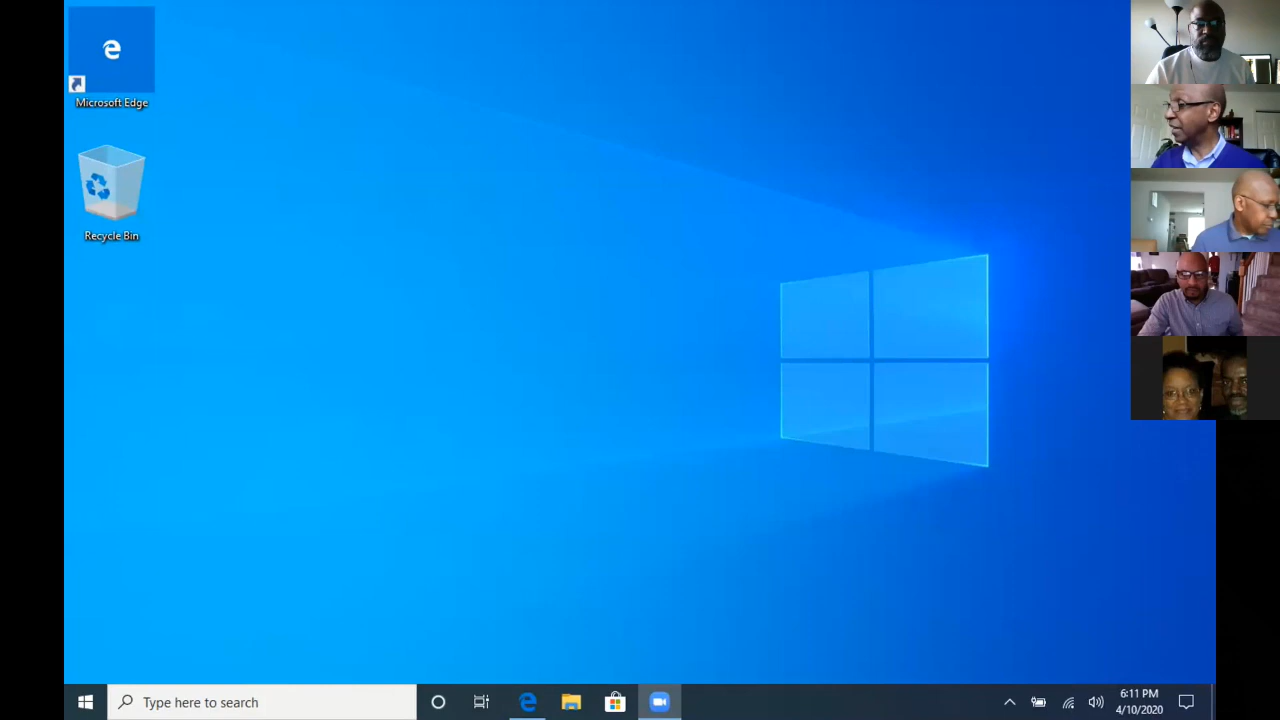 Microsoft Edge
Recycle Bin
Type here to search
6:11 PM
4/10/2020